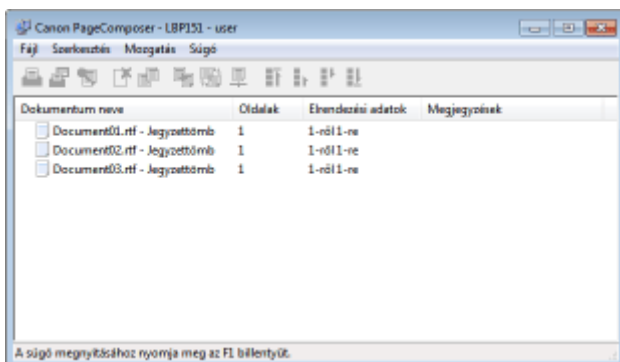 Canon PageComposer - LBP151 - user
Fájl Szerkesztés Mozgatás Súgó
Dokumentum neve Oldalak Elrendezési adatok Megjegyzések
Document01.rtf - Jegyzettömb 1 1-ről 1-re
Document02.rtf - Jegyzettömb 1 1-ről 1-re
Document03.rtf - Jegyzettömb 1 1-ről 1-re
A súgó megnyitásához nyomja meg az F1 billentyűt.